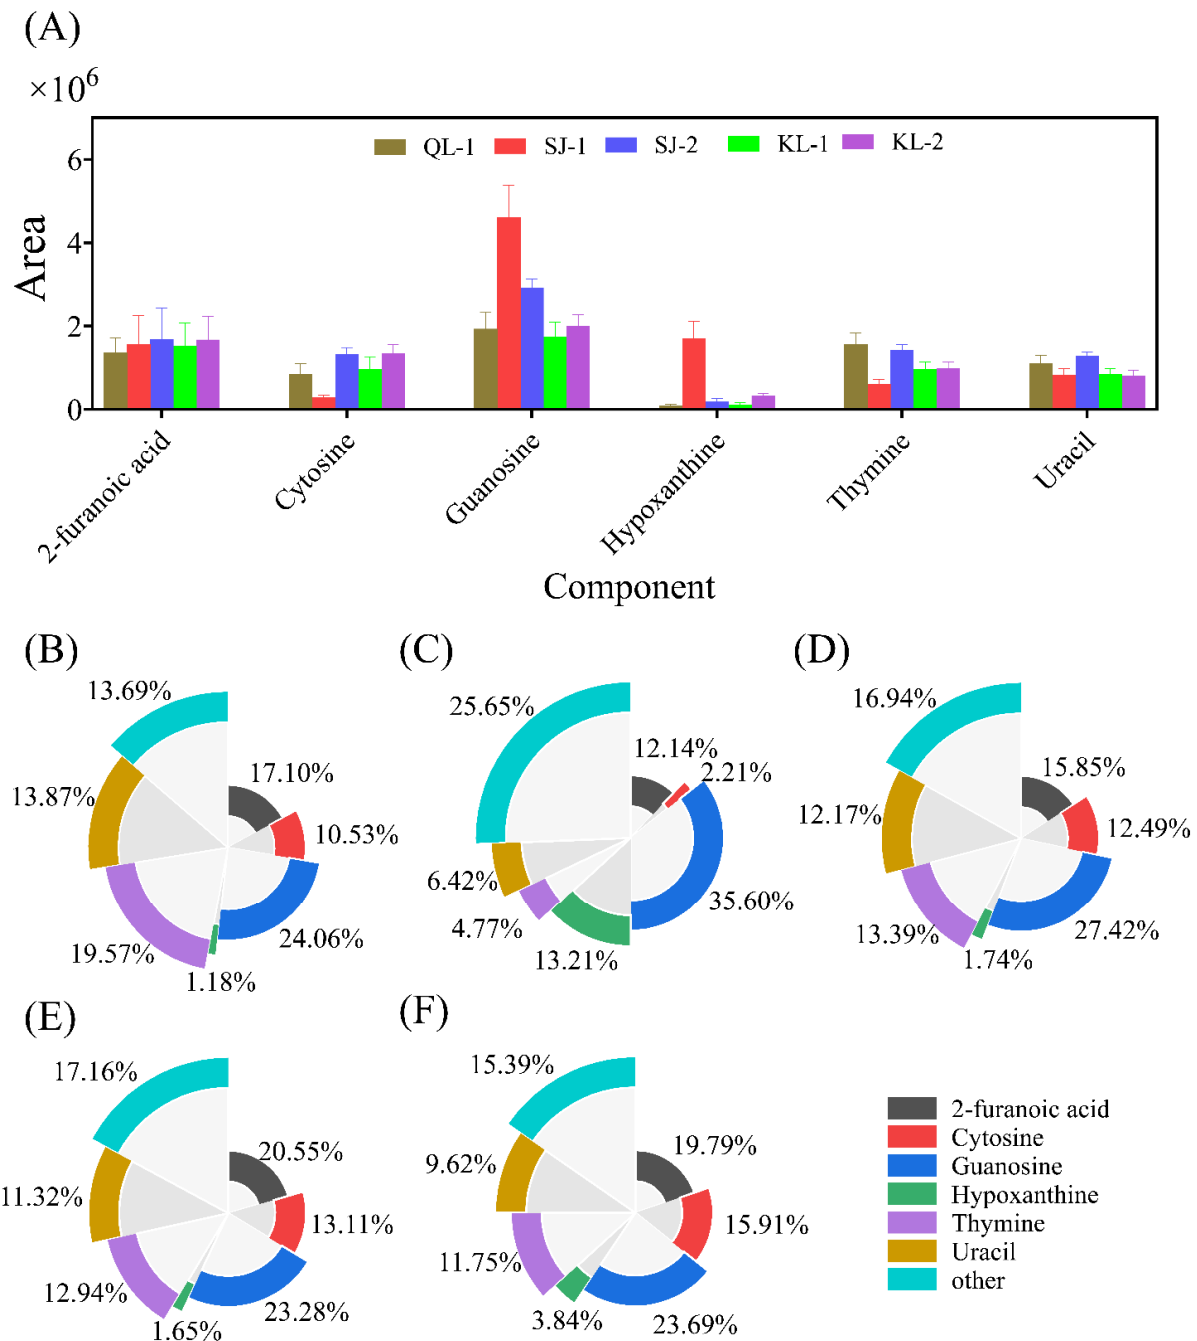 (A)
×10⁶
QL-1 SJ-1 SJ-2 KL-1 KL-2
6
4
2
0
Area
2-furanoic acid Cytosine Guanosine Hypoxanthine Thymine Uracil
Component
(B) (C) (D)
13.69%
17.10%
13.87%
10.53%
19.57%
24.06%
1.18%
25.65%
12.14%
2.21%
6.42%
35.60%
4.77%
13.21%
16.94%
15.85%
12.17%
12.49%
13.39%
27.42%
1.74%
(E) (F)
17.16%
20.55%
11.32%
13.11%
12.94%
23.28%
1.65%
15.39%
19.79%
9.62%
15.91%
11.75%
3.84%
23.69%
2-furanoic acid
Cytosine
Guanosine
Hypoxanthine
Thymine
Uracil
other